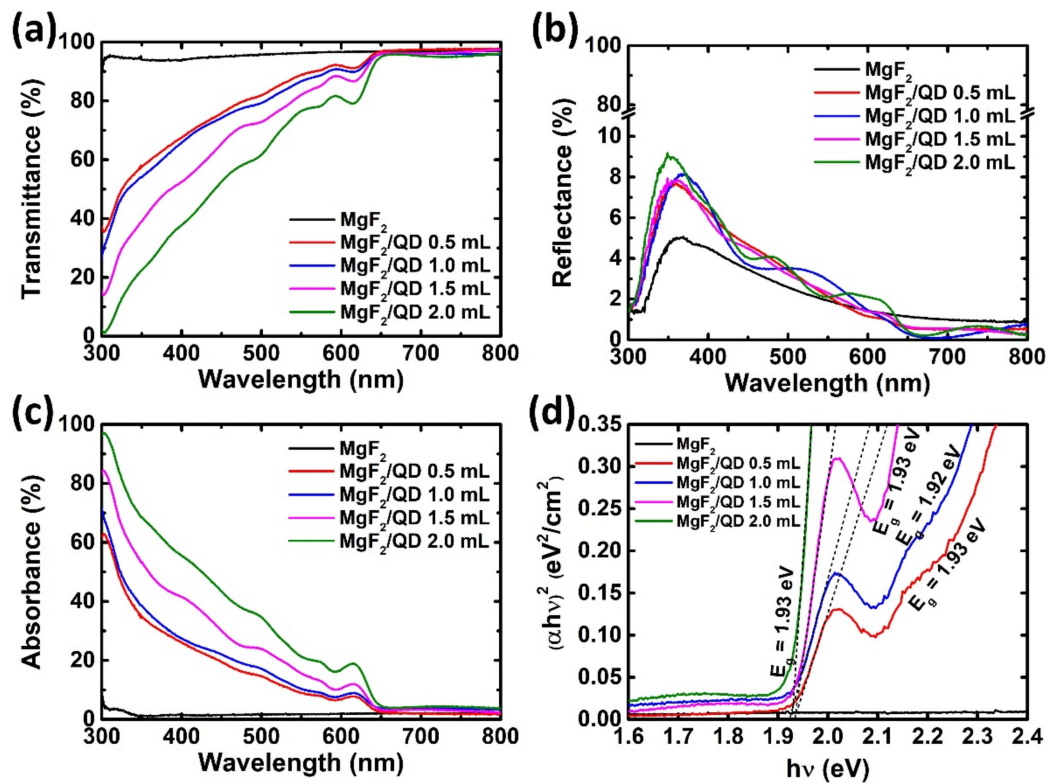 (a)
100
80
60
40
20
0
Transmittance (%)
MgF₂
MgF₂/QD 0.5 mL
MgF₂/QD 1.0 mL
MgF₂/QD 1.5 mL
MgF₂/QD 2.0 mL
300 400 500 600 700 800
Wavelength (nm)
(b)
100
80
8
6
4
2
0
Reflectance (%)
MgF₂
MgF₂/QD 0.5 mL
MgF₂/QD 1.0 mL
MgF₂/QD 1.5 mL
MgF₂/QD 2.0 mL
300 400 500 600 700 800
Wavelength (nm)
(c)
100
80
60
40
20
0
Absorbance (%)
MgF₂
MgF₂/QD 0.5 mL
MgF₂/QD 1.0 mL
MgF₂/QD 1.5 mL
MgF₂/QD 2.0 mL
300 400 500 600 700 800
Wavelength (nm)
(d)
0.35
0.30
0.25
0.20
0.15
0.10
0.05
0.00
(αhν)² (eV²/cm²)
MgF₂
MgF₂/QD 0.5 mL
MgF₂/QD 1.0 mL
MgF₂/QD 1.5 mL
MgF₂/QD 2.0 mL
E_g = 1.93 eV
E_g = 1.93 eV
E_g = 1.92 eV
E_g = 1.93 eV
1.6 1.7 1.8 1.9 2.0 2.1 2.2 2.3 2.4
hν (eV)